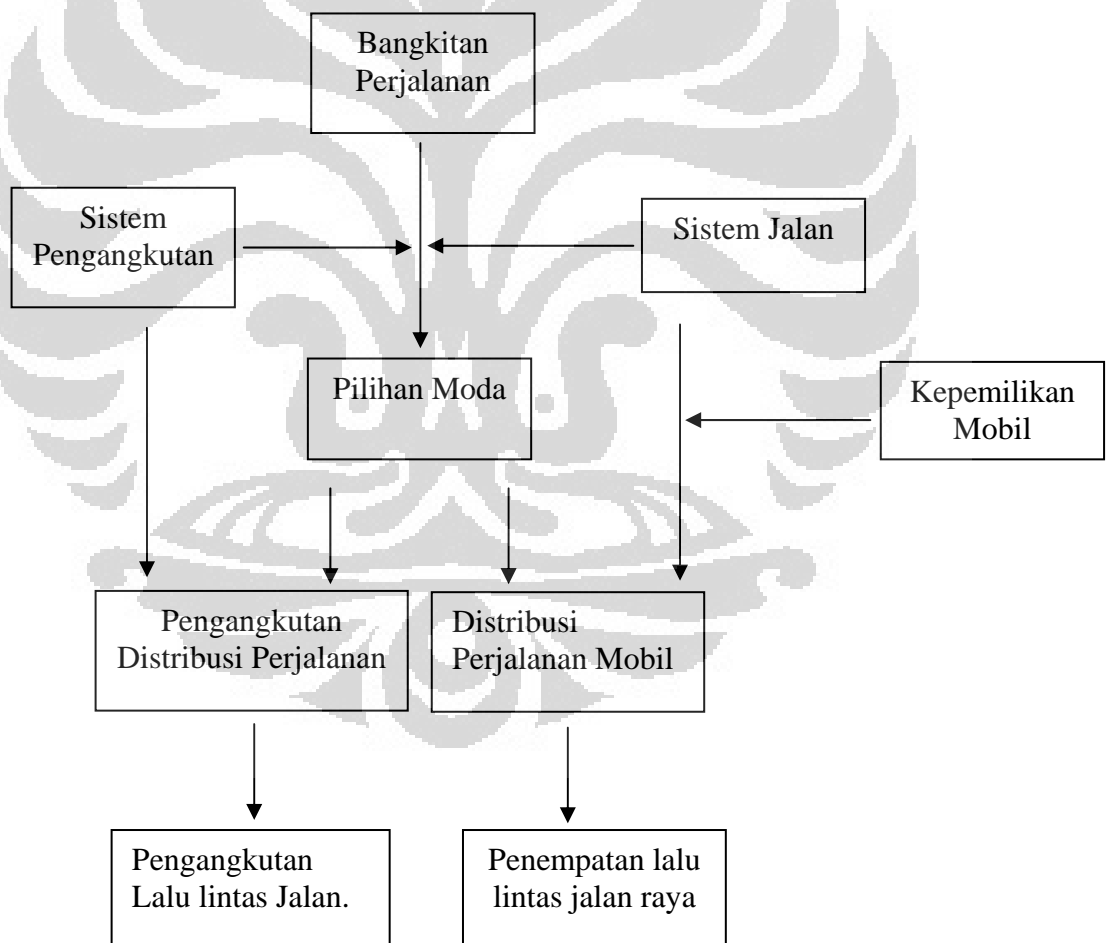 Bangkitan
Perjalanan
Sistem
Pengangkutan
Sistem Jalan
Pilihan Moda
Kepemilikan
Mobil
Pengangkutan
Distribusi Perjalanan
Distribusi
Perjalanan Mobil
Pengangkutan
Lalu lintas Jalan.
Penempatan lalu
lintas jalan raya